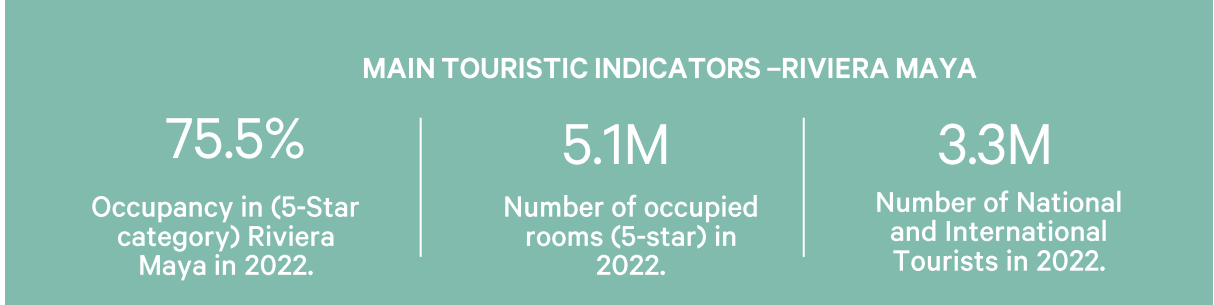 MAIN TOURISTIC INDICATORS –RIVIERA MAYA
75.5%
Occupancy in (5-Star
category) Riviera
Maya in 2022.
5.1M
Number of occupied
rooms (5-star) in
2022.
3.3M
Number of National
and International
Tourists in 2022.